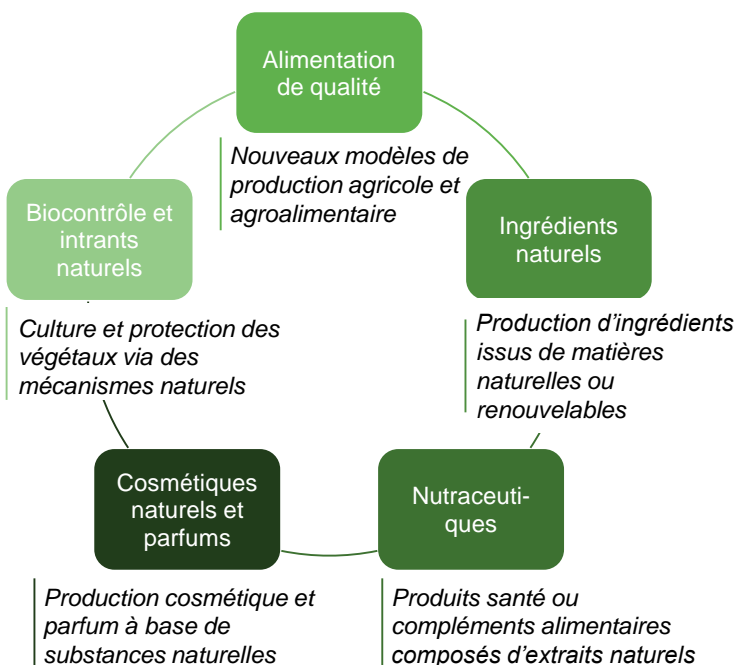 Alimentation
de qualité
Nouveaux modèles de
production agricole et
agroalimentaire
Biocontrôle et
intrants
naturels
Culture et protection des
végétaux via des
mécanismes naturels
Ingrédients
naturels
Production d’ingrédients
issus de matières
naturelles ou
renouvelables
Cosmétiques
naturels et
parfums
Production cosmétique et
parfum à base de
substances naturelles
Nutraceuti-
ques
Produits santé ou
compléments alimentaires
composés d’extraits naturels